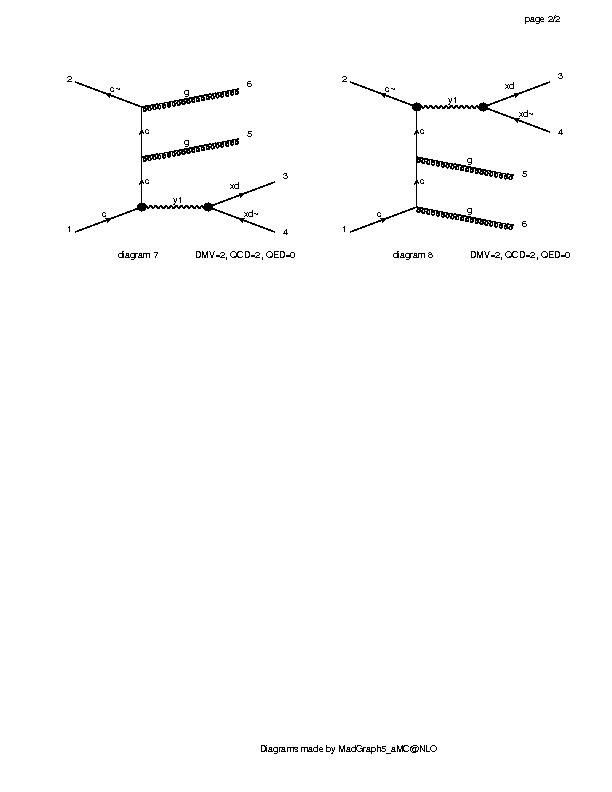 page 2/2
2
c~
g
6
c
g
5
c
xd
3
c
y1
xd~
1
4
diagram 7
DMV=2, QCD=2, QED=0
2
c~
y1
xd
3
xd~
4
c
g
5
c
g
c
6
1
diagram 8
DMV=2, QCD=2, QED=0
Diagrams made by MadGraph5_aMC@NLO